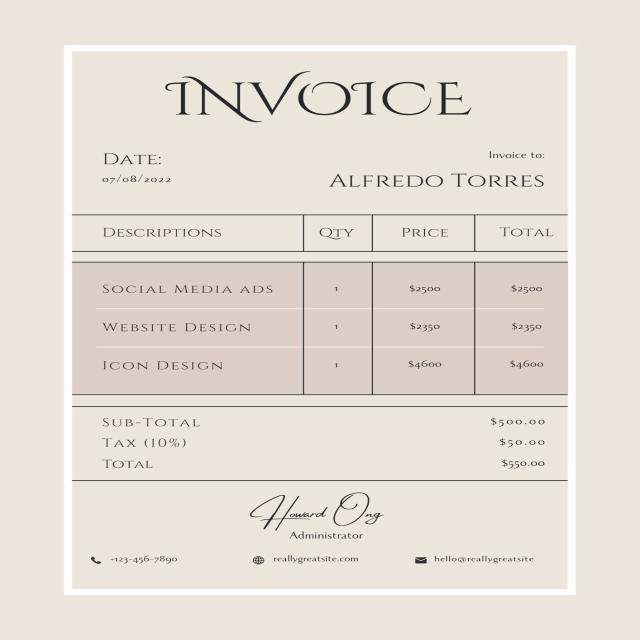 INVOICE
Date:
07/08/2022
Invoice to:
Alfredo Torres
Descriptions Qty Price Total
Social Media ads 1 $2500 $2500
Website Design 1 $2350 $2350
Icon Design 1 $4600 $4600
Sub-Total $500.00
Tax (10%) $50.00
Total $550.00
Howard Ong
Administrator
+123-456-7890 reallygreatsite.com hello@reallygreatsite